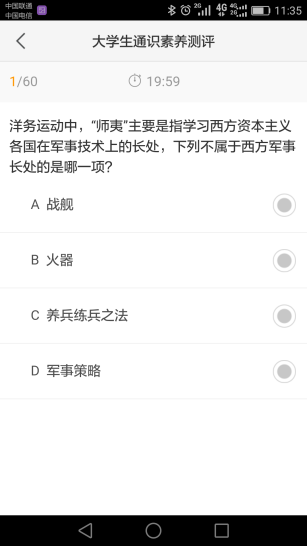 中国联通
中国电信
2G 4G 4G 2G 11:35
大学生通识素养测评
1/60 19:59
洋务运动中，“师夷”主要是指学习西方资本主义
各国在军事技术上的长处，下列不属于西方军事
长处的是哪一项？
A 战舰
B 火器
C 养兵练兵之法
D 军事策略